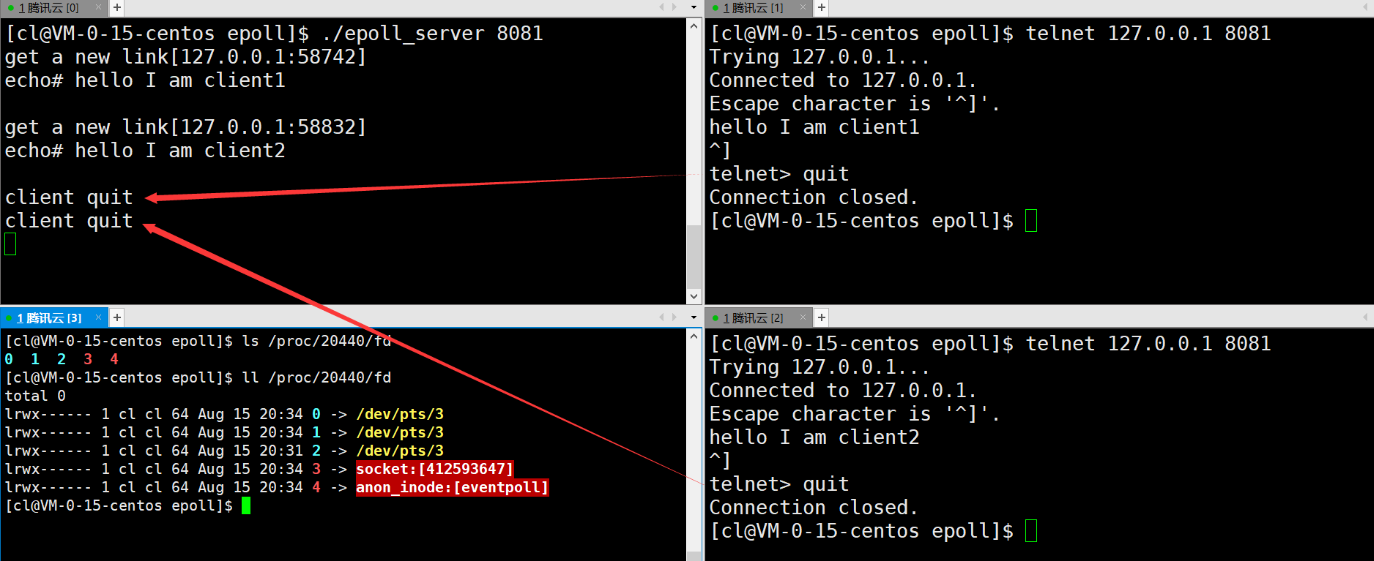 1 腾讯云 [0]
[cl@VM-0-15-centos epoll]$ ./epoll_server 8081
get a new link[127.0.0.1:58742]
echo# hello I am client1
get a new link[127.0.0.1:58832]
echo# hello I am client2
client quit
client quit
1 腾讯云 [1]
[cl@VM-0-15-centos epoll]$ telnet 127.0.0.1 8081
Trying 127.0.0.1...
Connected to 127.0.0.1.
Escape character is '^]'.
hello I am client1
^]
telnet> quit
Connection closed.
[cl@VM-0-15-centos epoll]$
1 腾讯云 [3]
[cl@VM-0-15-centos epoll]$ ls /proc/20440/fd
0 1 2 3 4
[cl@VM-0-15-centos epoll]$ ll /proc/20440/fd
total 0
lrwx------ 1 cl cl 64 Aug 15 20:34 0 -> /dev/pts/3
lrwx------ 1 cl cl 64 Aug 15 20:34 1 -> /dev/pts/3
lrwx------ 1 cl cl 64 Aug 15 20:31 2 -> /dev/pts/3
lrwx------ 1 cl cl 64 Aug 15 20:34 3 -> socket:[412593647]
lrwx------ 1 cl cl 64 Aug 15 20:34 4 -> anon_inode:[eventpoll]
[cl@VM-0-15-centos epoll]$
1 腾讯云 [2]
[cl@VM-0-15-centos epoll]$ telnet 127.0.0.1 8081
Trying 127.0.0.1...
Connected to 127.0.0.1.
Escape character is '^]'.
hello I am client2
^]
telnet> quit
Connection closed.
[cl@VM-0-15-centos epoll]$